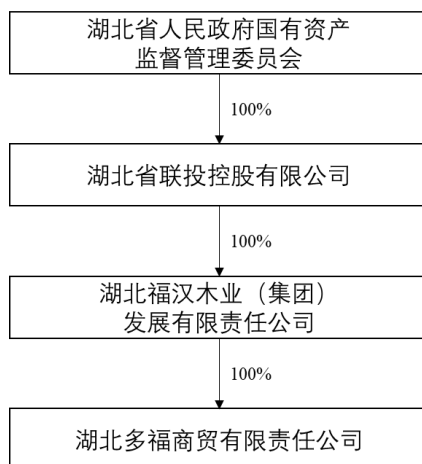 湖北省人民政府国有资产
监督管理委员会
100%
湖北省联投控股有限公司
100%
湖北福汉木业（集团）
发展有限责任公司
100%
湖北多福商贸有限责任公司